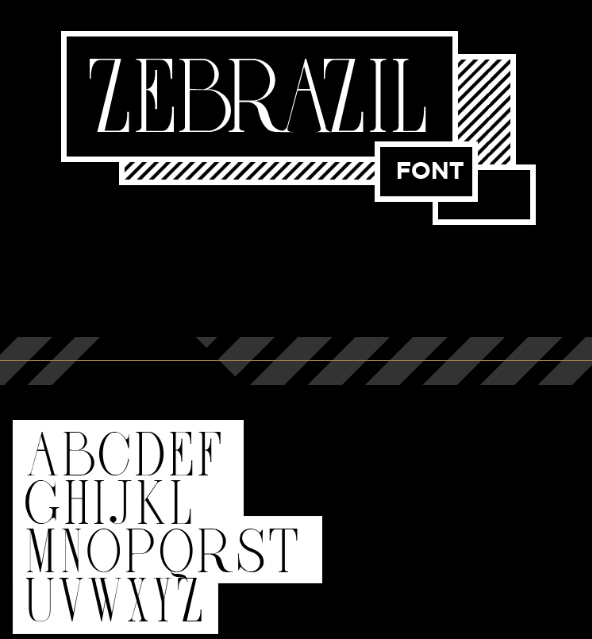 ZEBRAZIL
FONT
ABCDEF
GHIJKL
MNOPQRST
UVWXYZ